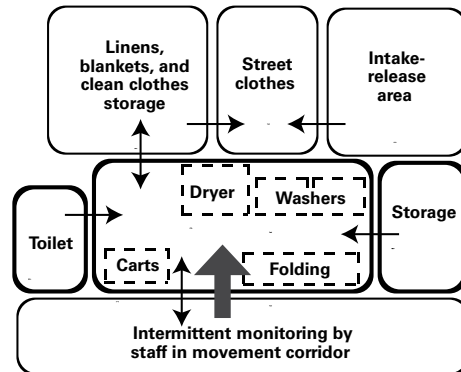 Linens,
blankets, and
clean clothes
storage
Street
clothes
Intake-
release
area
Dryer
Washers
Storage
Toilet
Carts
Folding
Intermittent monitoring by
staff in movement corridor